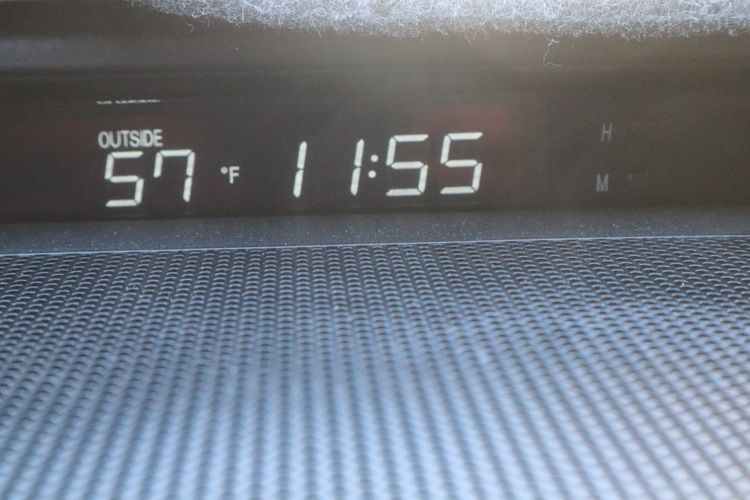 OUTSIDE
57 °F 11:55
H
M